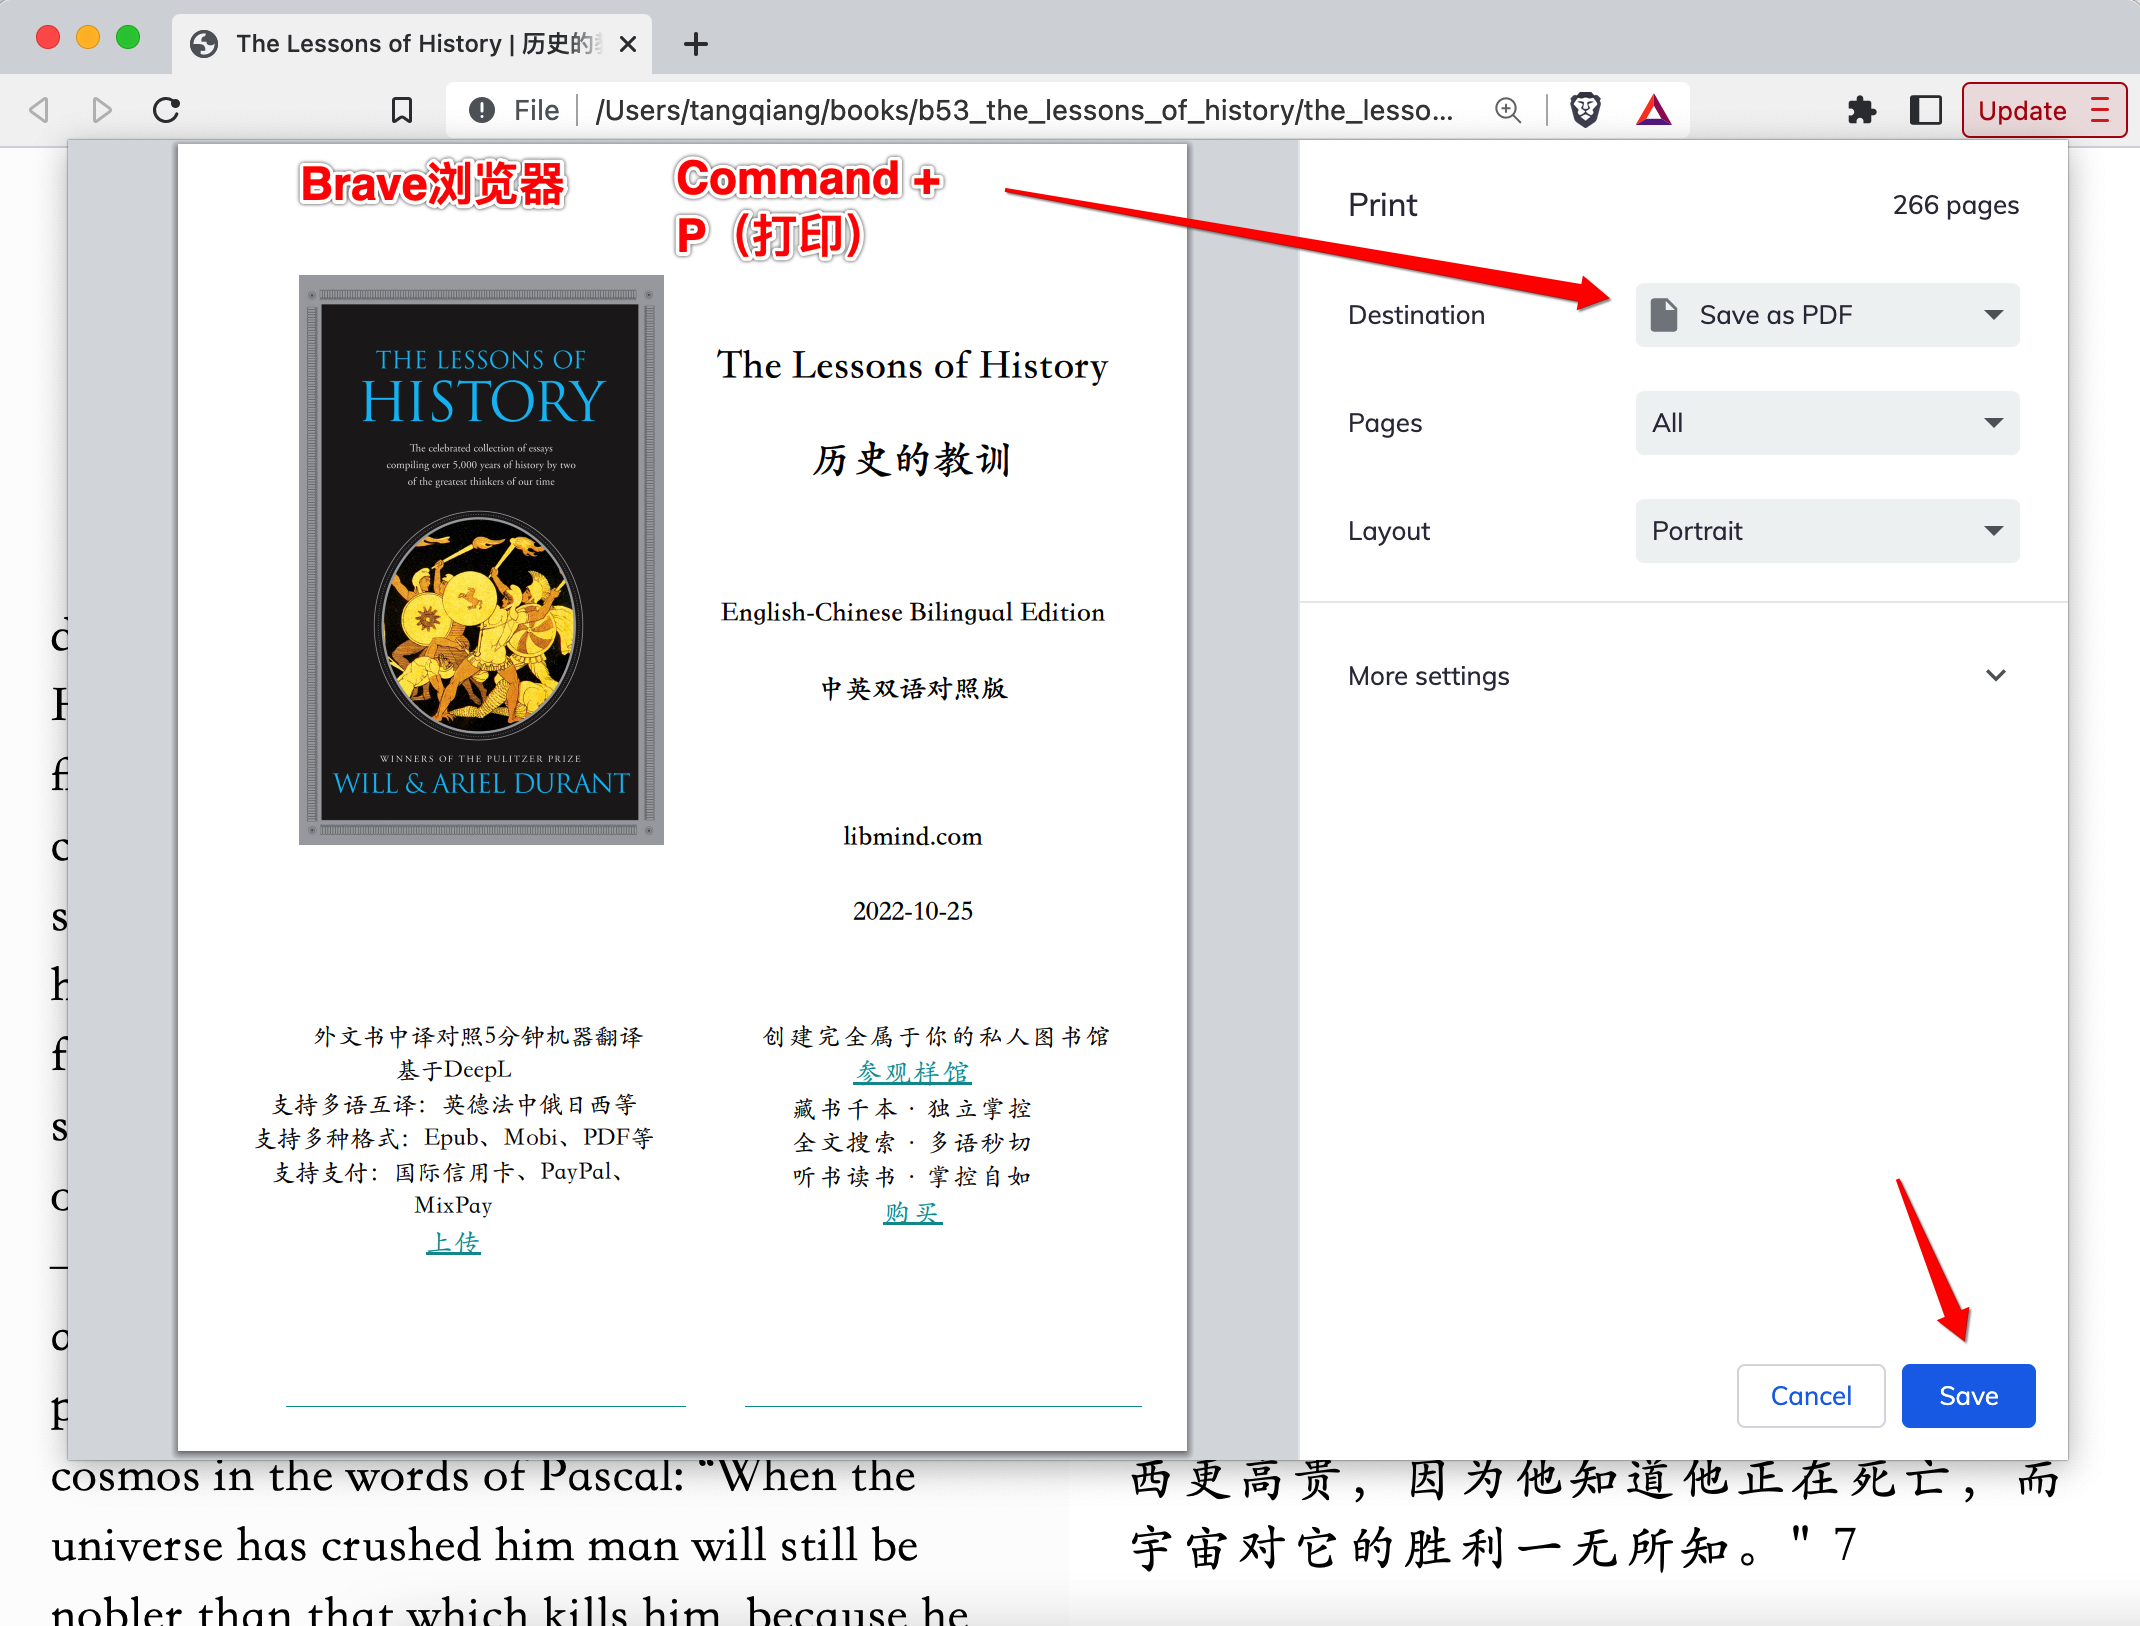 The Lessons of History | 历史的
File
/Users/tangqiang/books/b53_the_lessons_of_history/the_lesso...
Update
Brave浏览器
Command +
P（打印）
THE LESSONS OF
HISTORY
The celebrated collection of essays
compiling over 5,000 years of history by two
of the greatest thinkers of our time
WINNERS OF THE PULITZER PRIZE
WILL & ARIEL DURANT
The Lessons of History
历史的教训
English-Chinese Bilingual Edition
中英双语对照版
libmind.com
2022-10-25
外文书中译对照5分钟机器翻译
基于DeepL
支持多语互译：英德法中俄日西等
支持多种格式：Epub、Mobi、PDF等
支持支付：国际信用卡、PayPal、
MixPay
上传
创建完全属于你的私人图书馆
参观样馆
藏书千本 · 独立掌控
全文搜索 · 多语秒切
听书读书 · 掌控自如
购买
Print
266 pages
Destination
Save as PDF
Pages
All
Layout
Portrait
More settings
Cancel
Save
cosmos in the words of Pascal: “When the
universe has crushed him man will still be
nobler than that which kills him, because he
西更高贵，因为他知道他正在死亡，而
宇宙对它的胜利一无所知。" 7